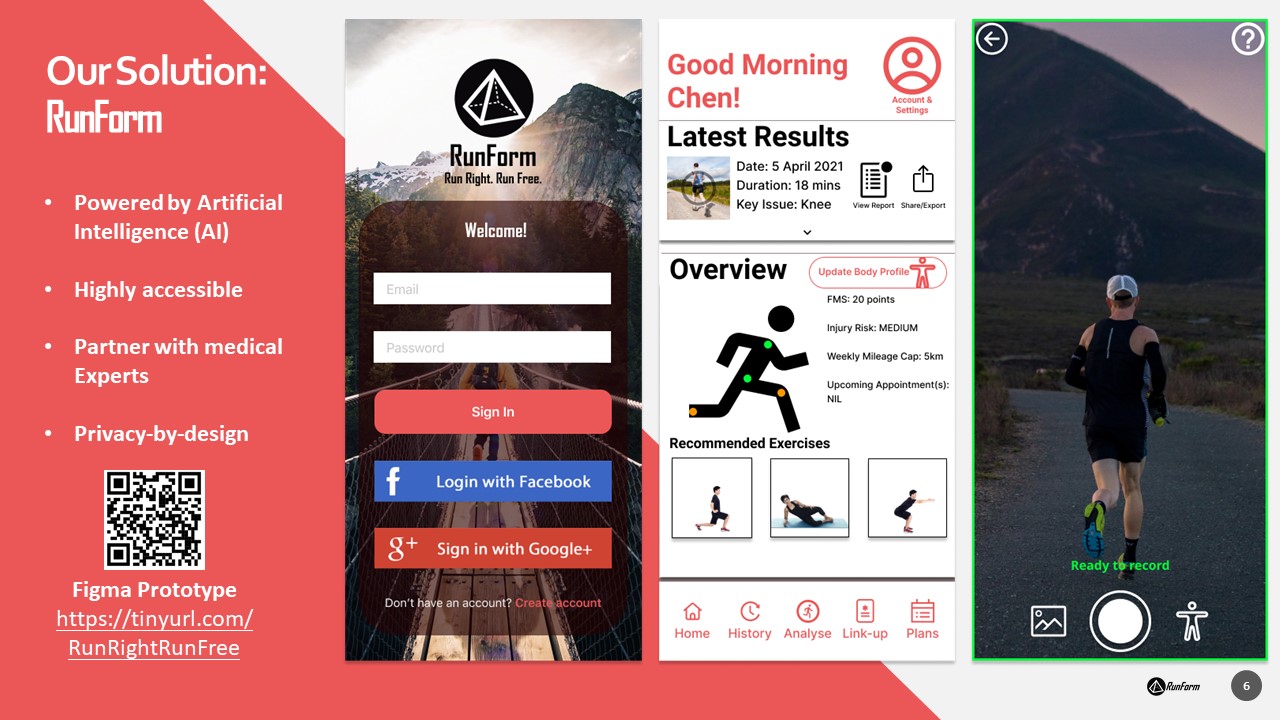 Our Solution:
RunForm
• Powered by Artificial
Intelligence (AI)
• Highly accessible
• Partner with medical
Experts
• Privacy-by-design
Figma Prototype
https://tinyurl.com/
RunRightRunFree
RunForm
Run Right. Run Free.
Welcome!
Email
Password
Sign In
f Login with Facebook
g+ Sign in with Google+
Don't have an account? Create account
Good Morning
Chen!
Account &
Settings
Latest Results
Date: 5 April 2021
Duration: 18 mins
Key Issue: Knee
View Report
Share/Export
Overview
Update Body Profile
FMS: 20 points
Injury Risk: MEDIUM
Weekly Mileage Cap: 5km
Upcoming Appointment(s):
NIL
Recommended Exercises
Home
History
Analyse
Link-up
Plans
?
Ready to record
RunForm
6